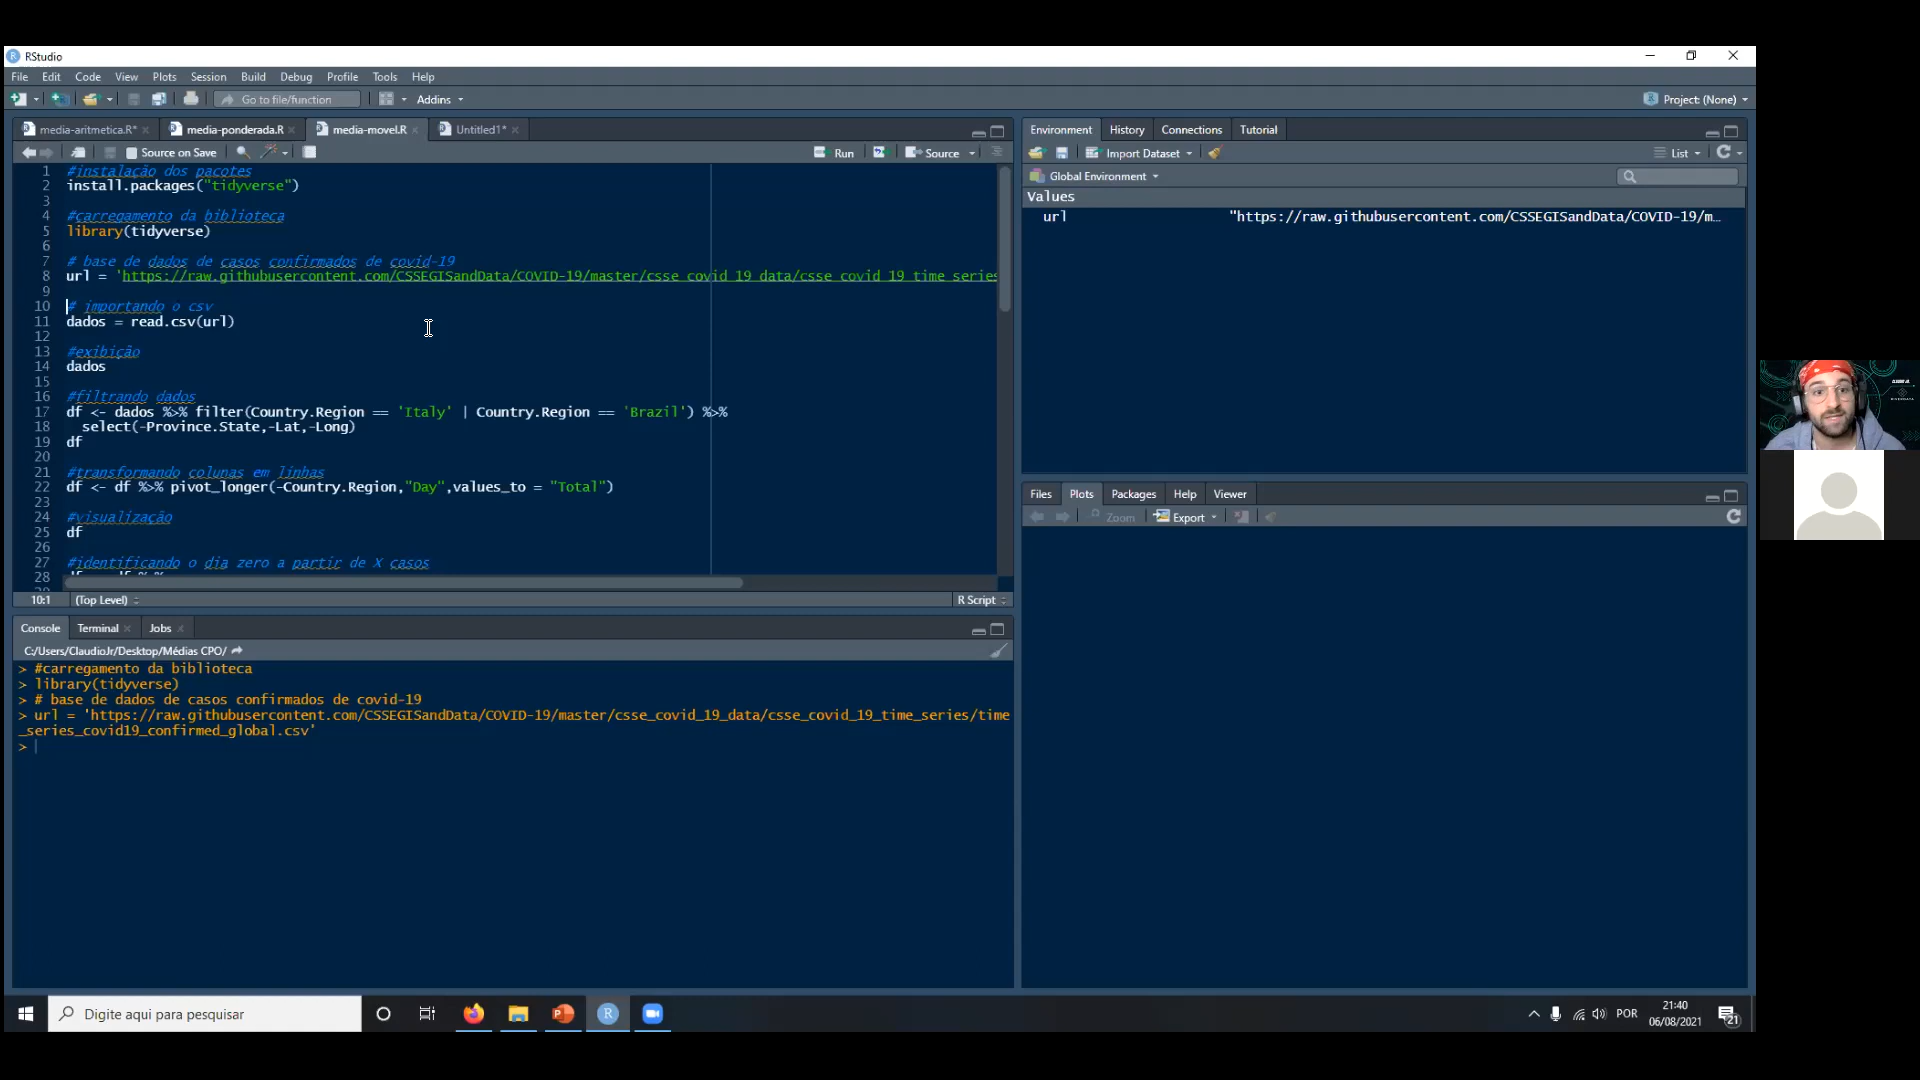 RStudio
File Edit Code View Plots Session Build Debug Profile Tools Help
Go to file/function Addins Project: (None)
media-aritmetica.R* media-ponderada.R media-movel.R Untitled1*
Source on Save Run Source
1 #instalação dos pacotes
2 install.packages("tidyverse")
3
4 #carregamento da biblioteca
5 library(tidyverse)
6
7 # base de dados de casos confirmados de covid-19
8 url = 'https://raw.githubusercontent.com/CSSEGISandData/COVID-19/master/csse_covid_19_data/csse_covid_19_time_series
9
10 # importando o csv
11 dados = read.csv(url)
12
13 #exibição
14 dados
15
16 #filtrando dados
17 df <- dados %>% filter(Country.Region == 'Italy' | Country.Region == 'Brazil') %>%
18 select(-Province.State,-Lat,-Long)
19 df
20
21 #transformando colunas em linhas
22 df <- df %>% pivot_longer(-Country.Region,"Day",values_to = "Total")
23
24 #visualização
25 df
26
27 #identificando o dia zero a partir de X casos
28
10:1 (Top Level) R Script
Console Terminal Jobs
C:/Users/ClaudioJr/Desktop/Médias CPO/
> #carregamento da biblioteca
> library(tidyverse)
> # base de dados de casos confirmados de covid-19
> url = 'https://raw.githubusercontent.com/CSSEGISandData/COVID-19/master/csse_covid_19_data/csse_covid_19_time_series/time
_series_covid19_confirmed_global.csv'
>
Environment History Connections Tutorial
Import Dataset List
Global Environment
Values
url "https://raw.githubusercontent.com/CSSEGISandData/COVID-19/m…
Files Plots Packages Help Viewer
Zoom Export
Digite aqui para pesquisar
POR
21:40
06/08/2021
21